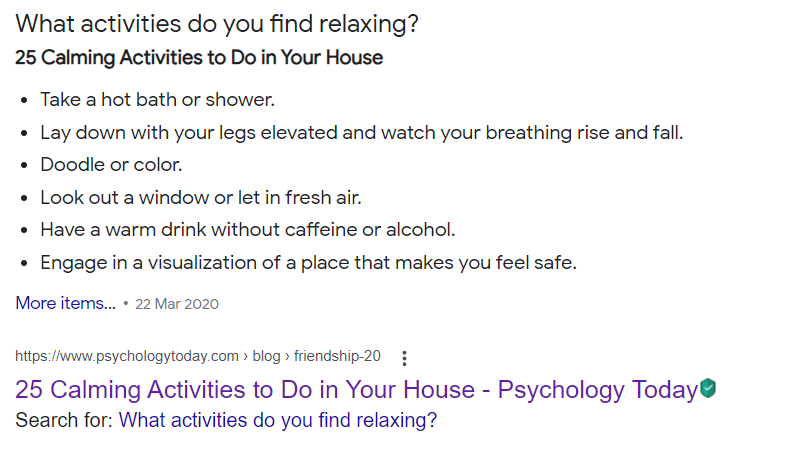 What activities do you find relaxing?
25 Calming Activities to Do in Your House
• Take a hot bath or shower.
• Lay down with your legs elevated and watch your breathing rise and fall.
• Doodle or color.
• Look out a window or let in fresh air.
• Have a warm drink without caffeine or alcohol.
• Engage in a visualization of a place that makes you feel safe.
More items... • 22 Mar 2020
https://www.psychologytoday.com › blog › friendship-20
25 Calming Activities to Do in Your House - Psychology Today
Search for: What activities do you find relaxing?